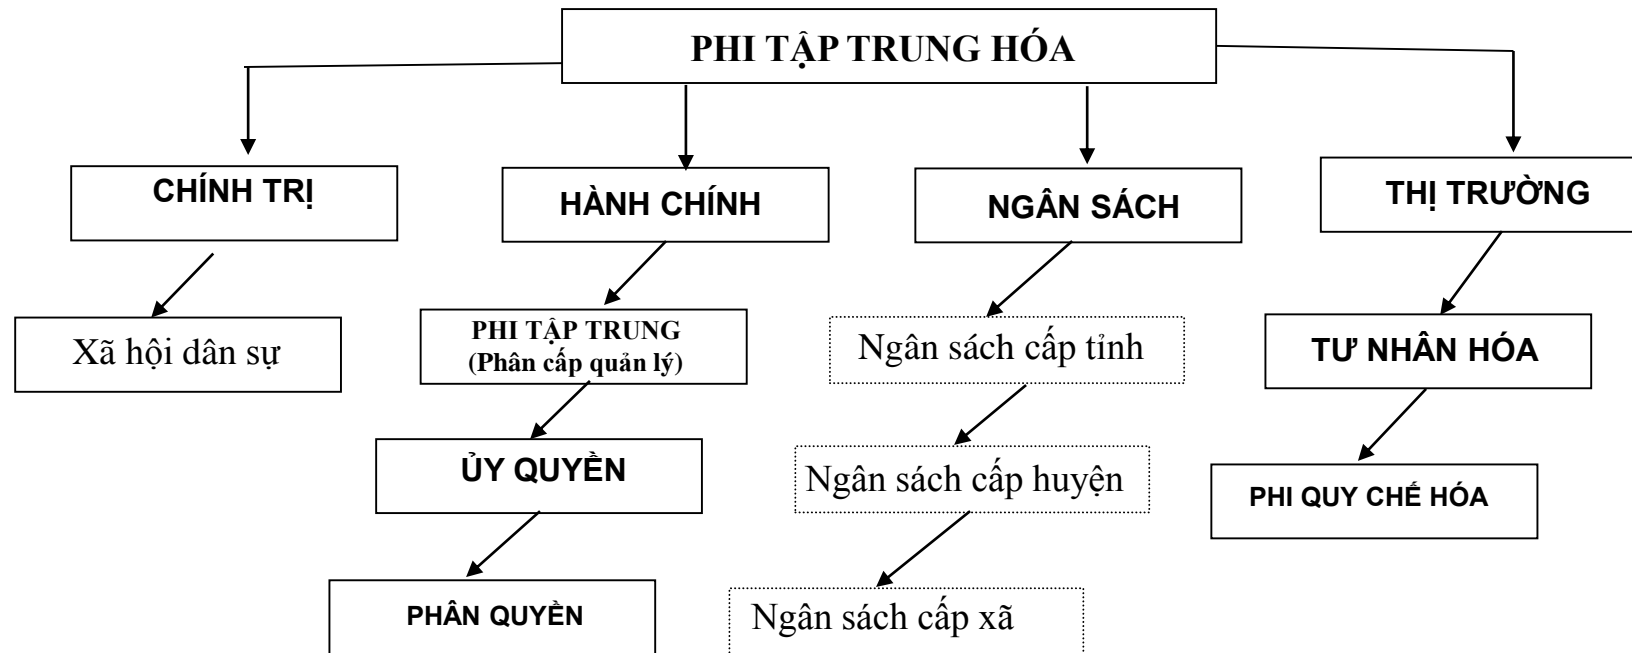 PHI TẬP TRUNG HÓA
CHÍNH TRỊ
HÀNH CHÍNH
NGÂN SÁCH
THỊ TRƯỜNG
Xã hội dân sự
PHI TẬP TRUNG
(Phân cấp quản lý)
Ngân sách cấp tỉnh
TƯ NHÂN HÓA
ỦY QUYỀN
Ngân sách cấp huyện
PHI QUY CHẾ HÓA
PHÂN QUYỀN
Ngân sách cấp xã